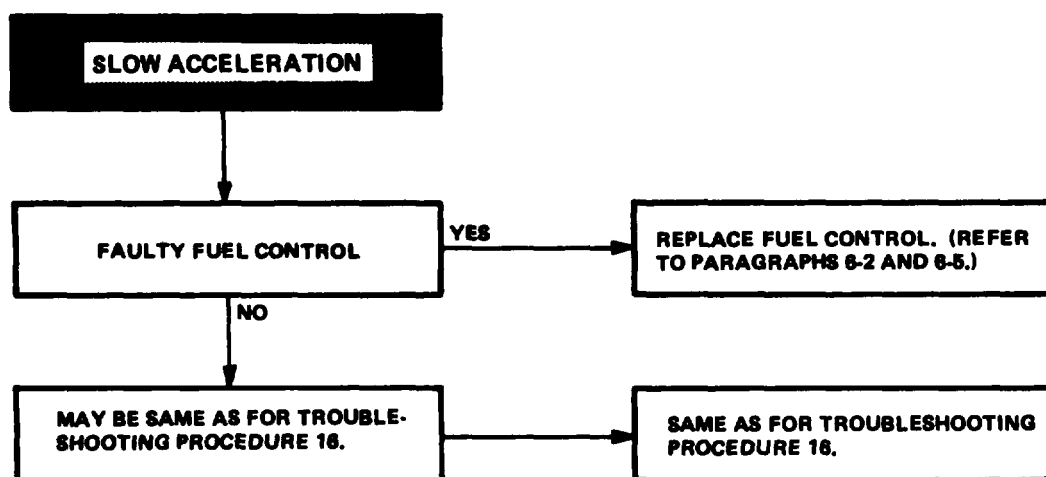 SLOW ACCELERATION
FAULTY FUEL CONTROL
YES
REPLACE FUEL CONTROL. (REFER
TO PARAGRAPHS 6-2 AND 6-5.)
NO
MAY BE SAME AS FOR TROUBLE-
SHOOTING PROCEDURE 16.
SAME AS FOR TROUBLESHOOTING
PROCEDURE 16.